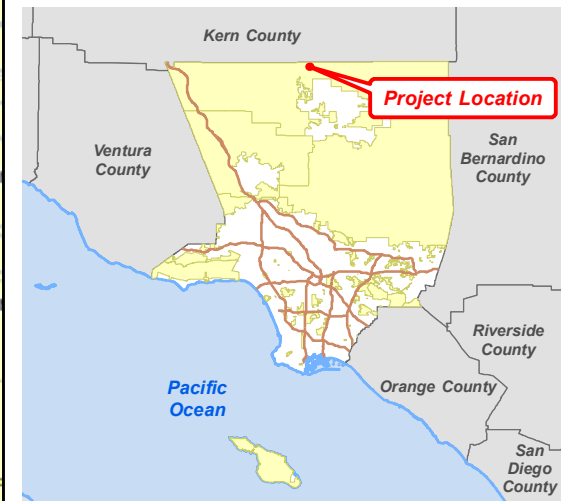 Kern County
Project Location
Ventura
County
San
Bernardino
County
Riverside
County
Orange County
Pacific
Ocean
San
Diego
County